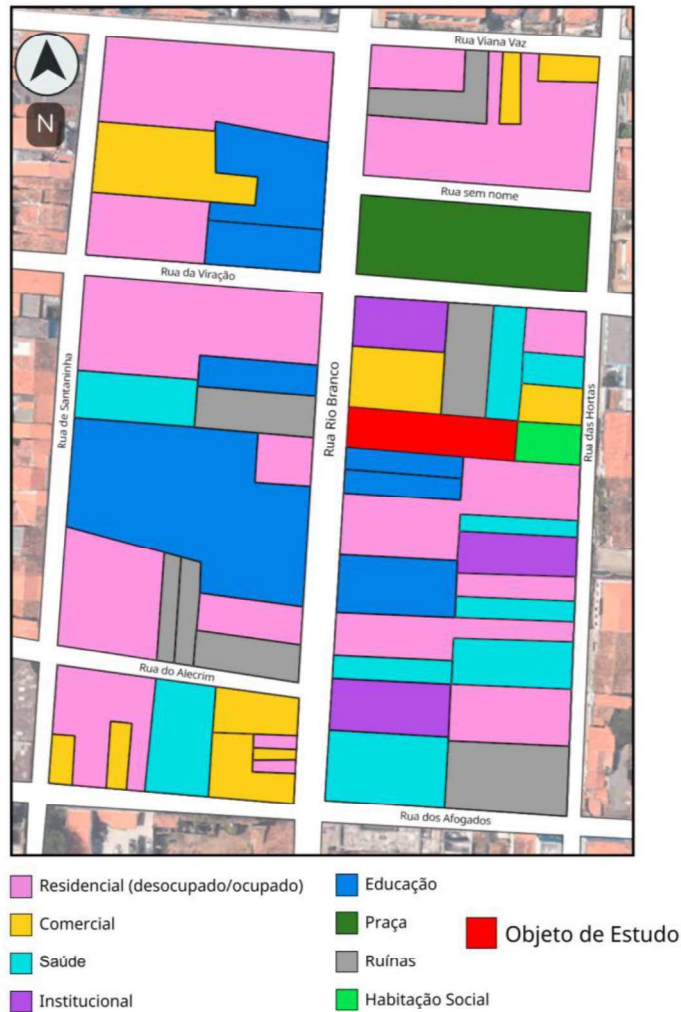 Rua Viana Vaz
N
Rua sem nome
Rua da Viração
Rua de Santaninha
Rua Rio Branco
Rua das Hortas
Rua do Alecrim
Rua dos Afogados
Residencial (desocupado/ocupado)
Educação
Comercial
Praça
Objeto de Estudo
Saúde
Ruínas
Institucional
Habitação Social